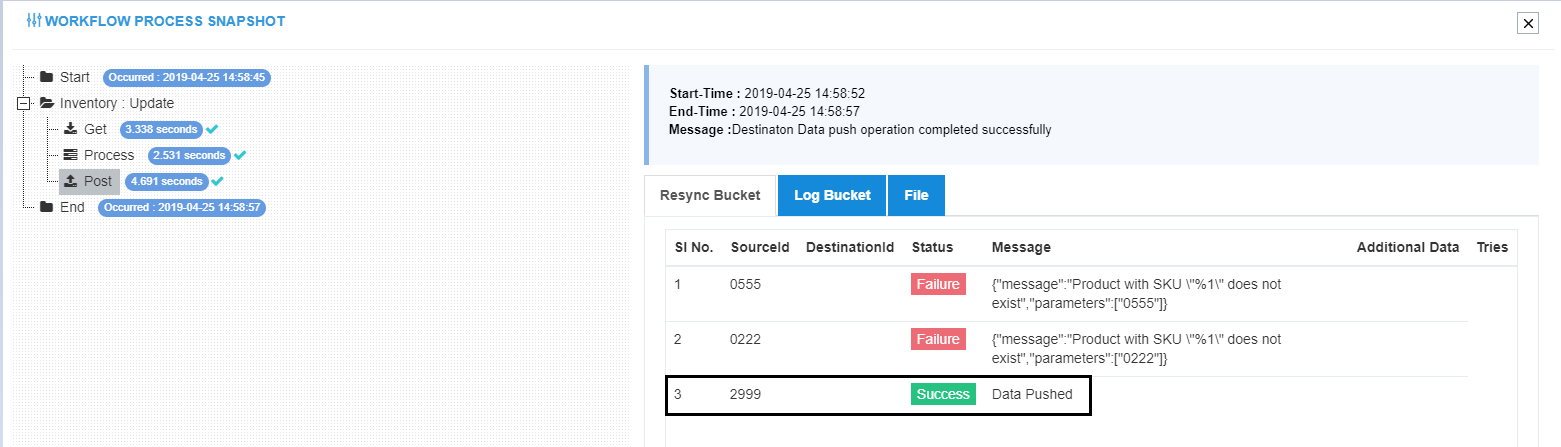 WORKFLOW PROCESS SNAPSHOT
Start Occurred : 2019-04-25 14:58:45
Inventory : Update
Get 3.338 seconds
Process 2.531 seconds
Post 4.691 seconds
End Occurred : 2019-04-25 14:58:57
Start-Time : 2019-04-25 14:58:52
End-Time : 2019-04-25 14:58:57
Message :Destinaton Data push operation completed successfully
Resync Bucket Log Bucket File
Sl No. SourceId DestinationId Status Message Additional Data Tries
1 0555 Failure {"message":"Product with SKU \"%1\" does not
exist","parameters":["0555"]}
2 0222 Failure {"message":"Product with SKU \"%1\" does not
exist","parameters":["0222"]}
3 2999 Success Data Pushed